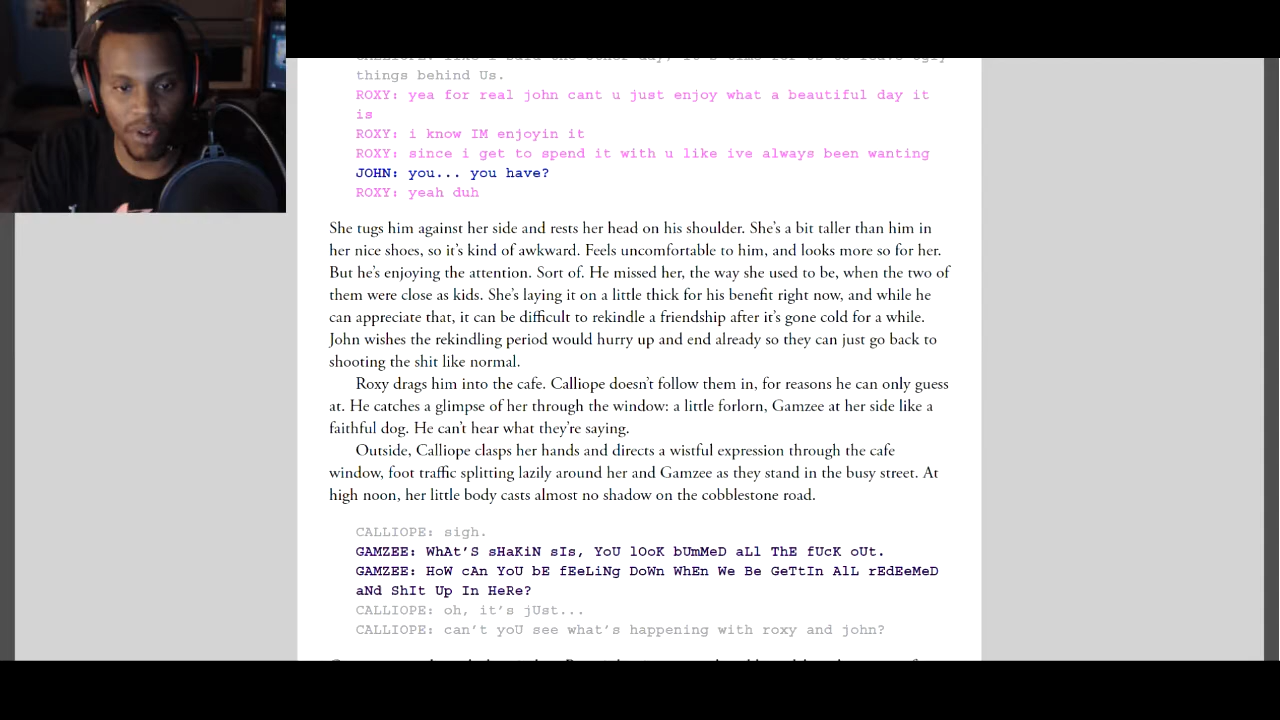 things behind Us.
ROXY: yea for real john cant u just enjoy what a beautiful day it
is
ROXY: i know IM enjoyin it
ROXY: since i get to spend it with u like ive always been wanting
JOHN: you... you have?
ROXY: yeah duh
She tugs him against her side and rests her head on his shoulder. She’s a bit taller than him in
her nice shoes, so it’s kind of awkward. Feels uncomfortable to him, and looks more so for her.
But he’s enjoying the attention. Sort of. He missed her, the way she used to be, when the two of
them were close as kids. She’s laying it on a little thick for his benefit right now, and while he
can appreciate that, it can be difficult to rekindle a friendship after it’s gone cold for a while.
John wishes the rekindling period would hurry up and end already so they can just go back to
shooting the shit like normal.
Roxy drags him into the cafe. Calliope doesn’t follow them in, for reasons he can only guess
at. He catches a glimpse of her through the window: a little forlorn, Gamzee at her side like a
faithful dog. He can’t hear what they’re saying.
Outside, Calliope clasps her hands and directs a wistful expression through the cafe
window, foot traffic splitting lazily around her and Gamzee as they stand in the busy street. At
high noon, her little body casts almost no shadow on the cobblestone road.
CALLIOPE: sigh.
GAMZEE: WhAt’S sHaKiN sIs, YoU lOoK bUmMeD aLl ThE fUcK oUt.
GAMZEE: HoW cAn YoU bE fEeLiNg DoWn WhEn We Be GeTtIn AlL rEdEeMeD
aNd ShIt Up In HeRe?
CALLIOPE: oh, it’s jUst...
CALLIOPE: can’t yoU see what’s happening with roxy and john?